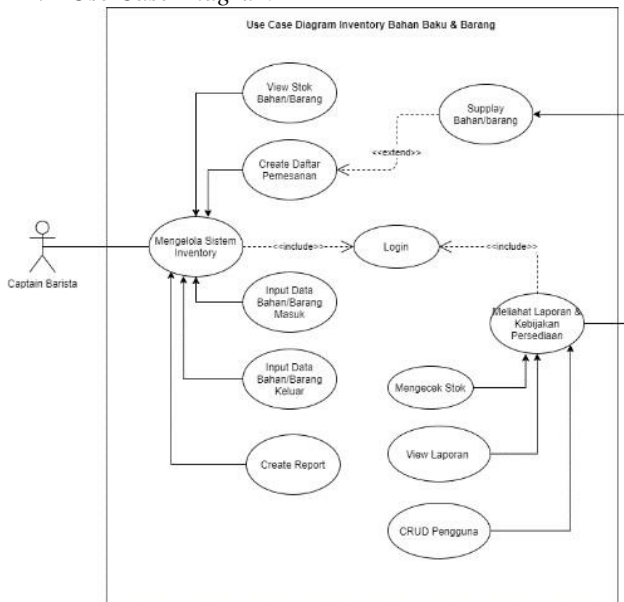 Use Case Diagram Inventory Bahan Baku & Barang
View Stok
Bahan/Barang
Supplay
Bahan/barang
<<extend>>
Create Daftar
Pemesanan
Mengelola Sistem
Inventory
<<include>>
Login
<<include>>
Captain Barista
Input Data
Bahan/Barang
Masuk
Meliahat Laporan &
Kebijakan
Persediaan
Input Data
Bahan/Barang
Keluar
Mengecek Stok
Create Report
View Laporan
CRUD Pengguna